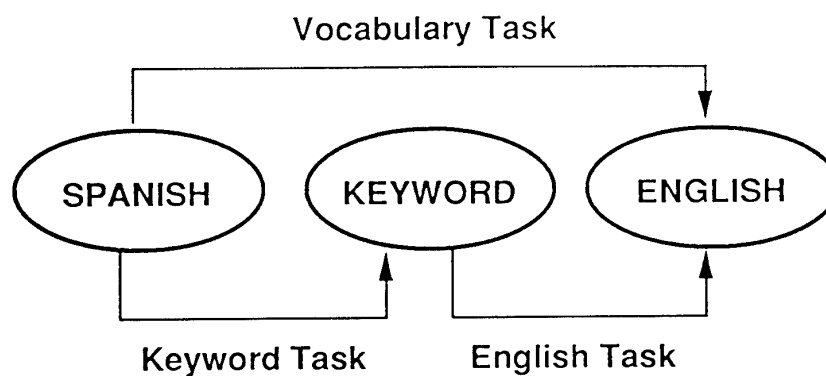 Vocabulary Task
SPANISH
KEYWORD
ENGLISH
Keyword Task
English Task